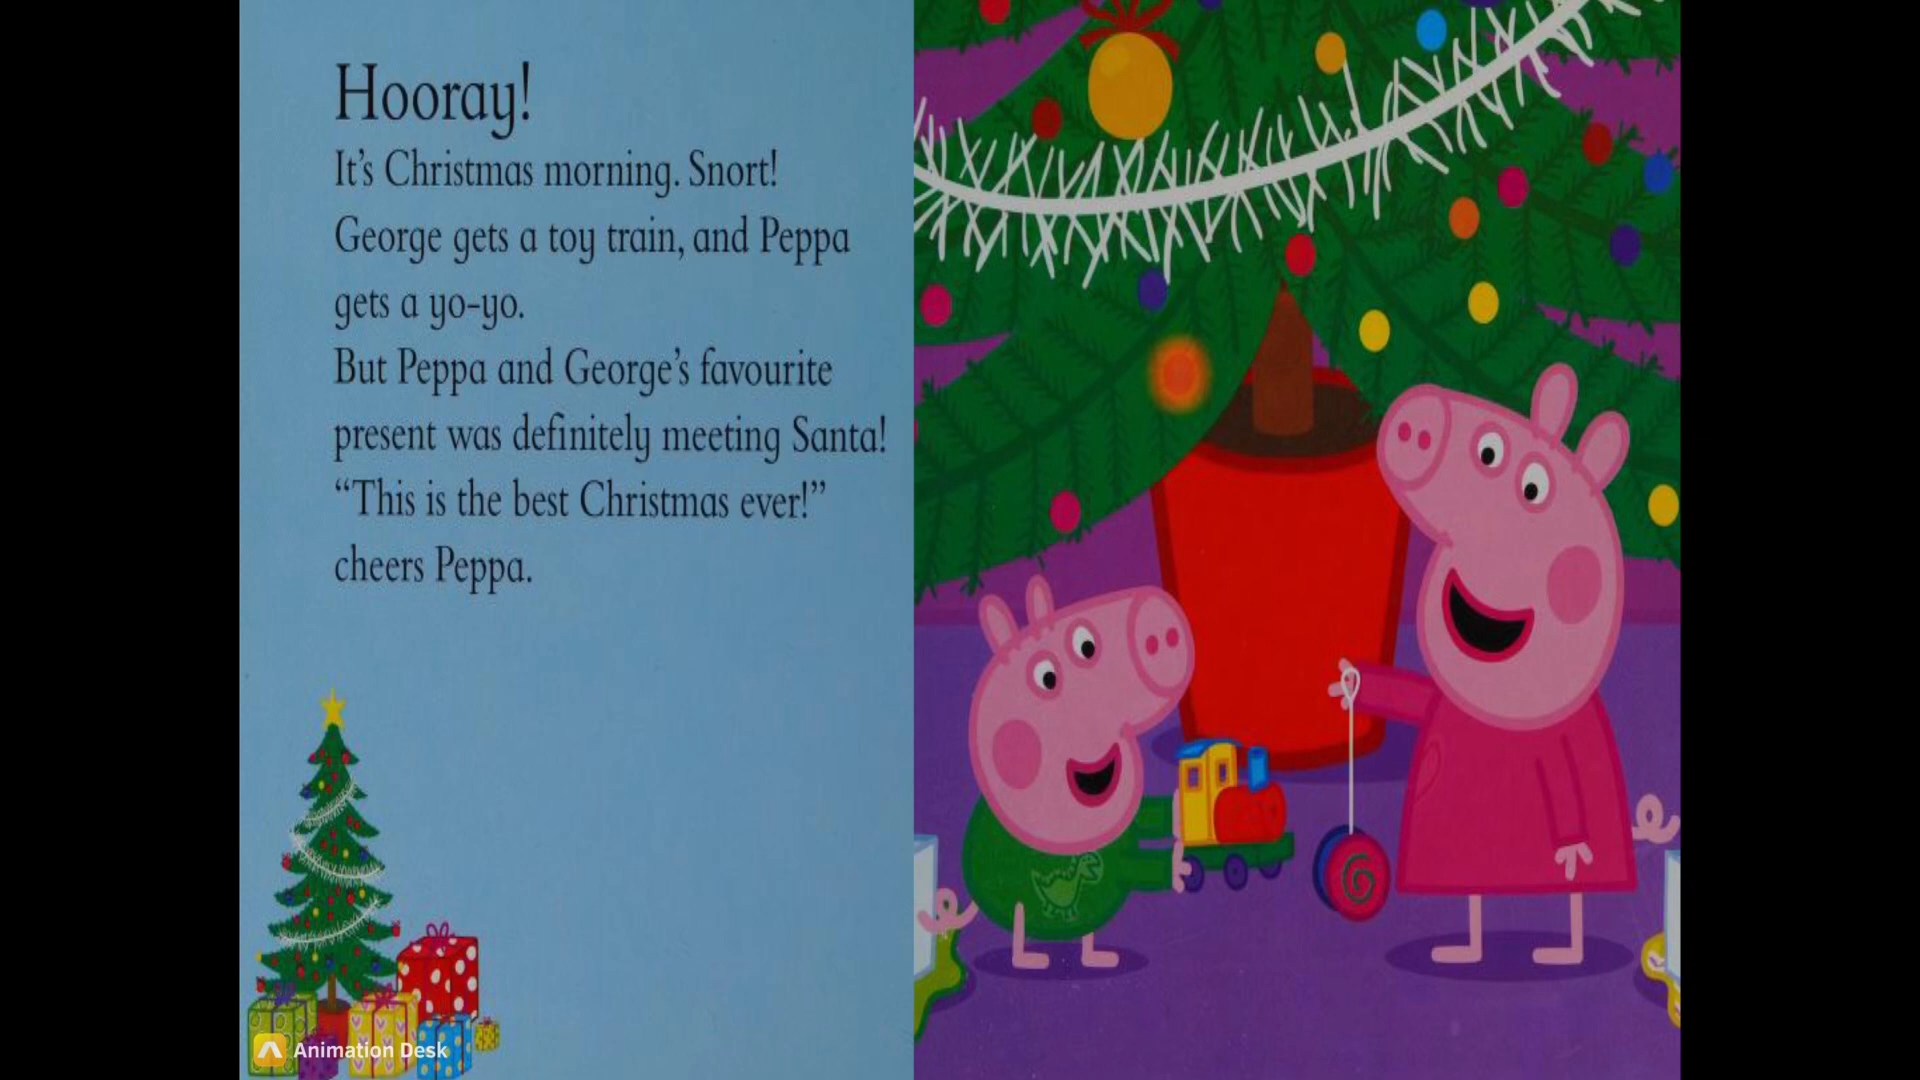 Hooray!
It’s Christmas morning. Snort!
George gets a toy train, and Peppa
gets a yo-yo.
But Peppa and George’s favourite
present was definitely meeting Santa!
“This is the best Christmas ever!”
cheers Peppa.
Animation Desk